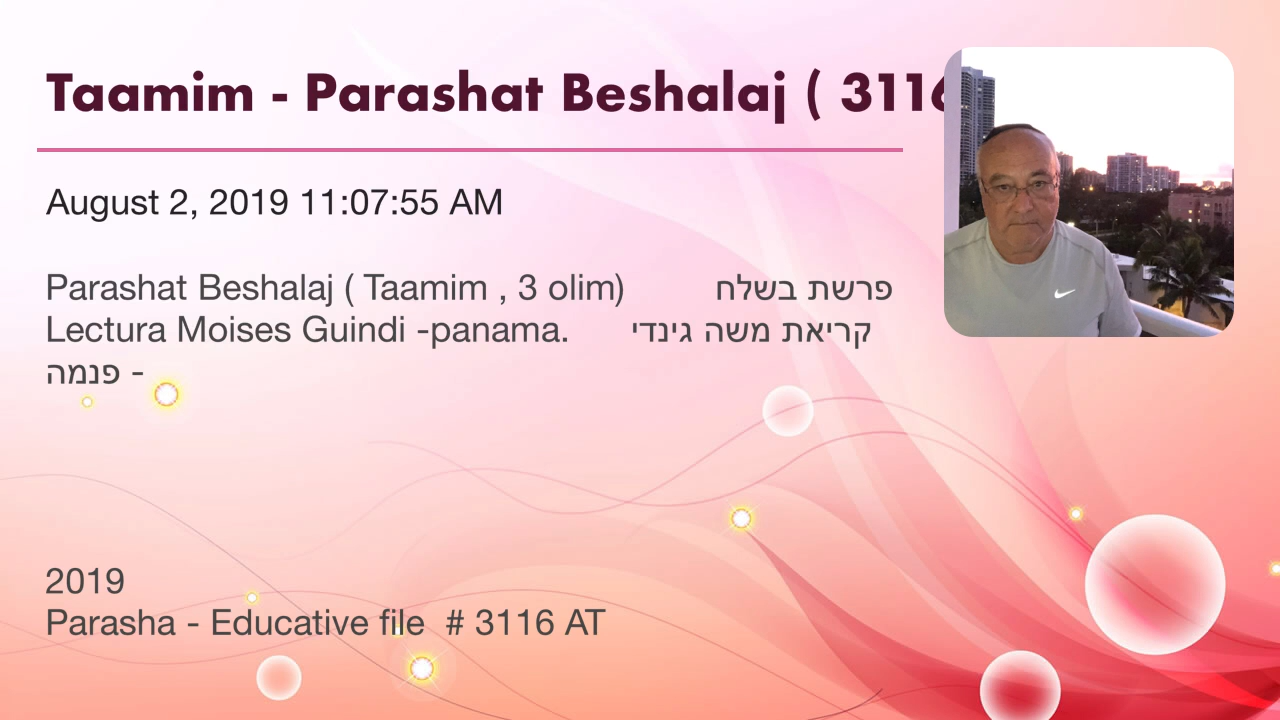 Taamim - Parashat Beshalaj ( 3116
August 2, 2019 11:07:55 AM
Parashat Beshalaj ( Taamim , 3 olim) פרשת בשלח
Lectura Moises Guindi -panama. קריאת משה גינדי
פנמה -
2019
Parasha - Educative file # 3116 AT